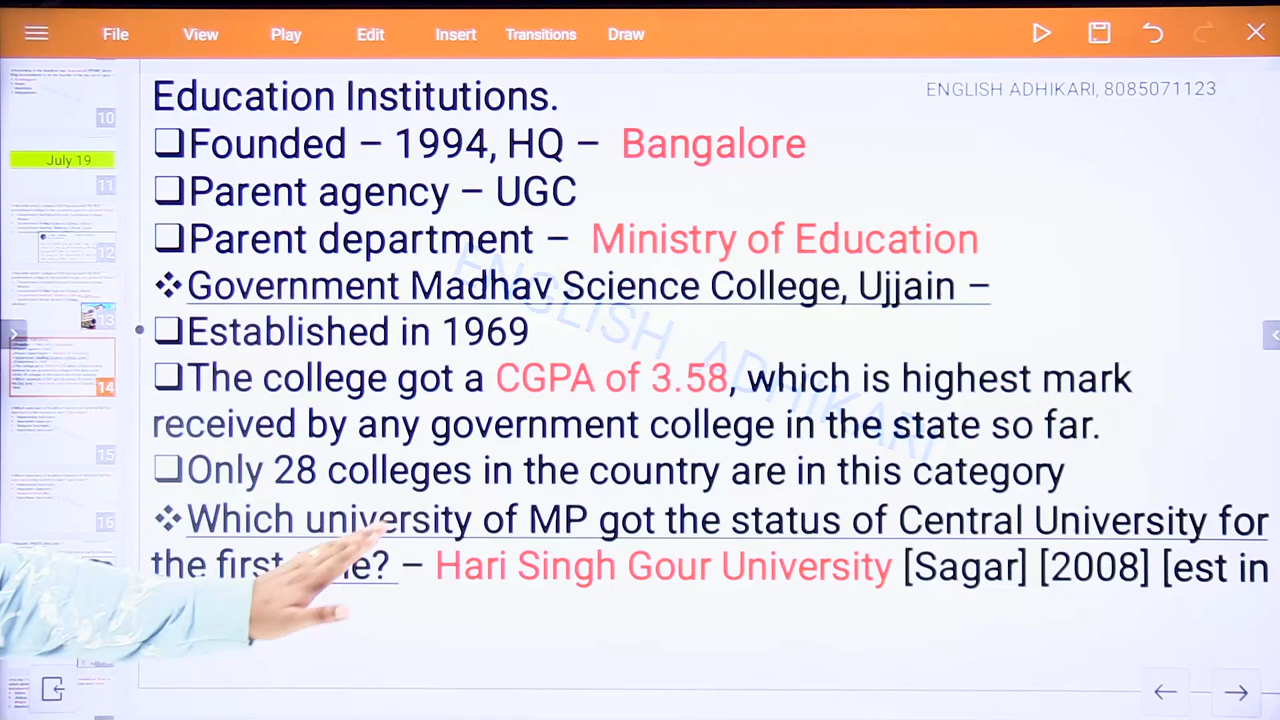 File View Play Edit Insert Transitions Draw
ENGLISH ADHIKARI, 8085071123
Education Institutions.
❑Founded – 1994, HQ – Bangalore
❑Parent agency – UGC
❑Parent department – Ministry of Education
❖Government Madhav Science College, Ujjain –
❑Established in 1969
❑The college got a CGPA of 3.58, which is highest mark
received by any government college in the state so far.
❑Only 28 colleges in the country are in this category
❖Which university of MP got the status of Central University for
the first – Hari Singh Gour University [Sagar] [2008] [est in
ENGLISH ADHIKARI
10
July 19
11
12
13
14
15
16